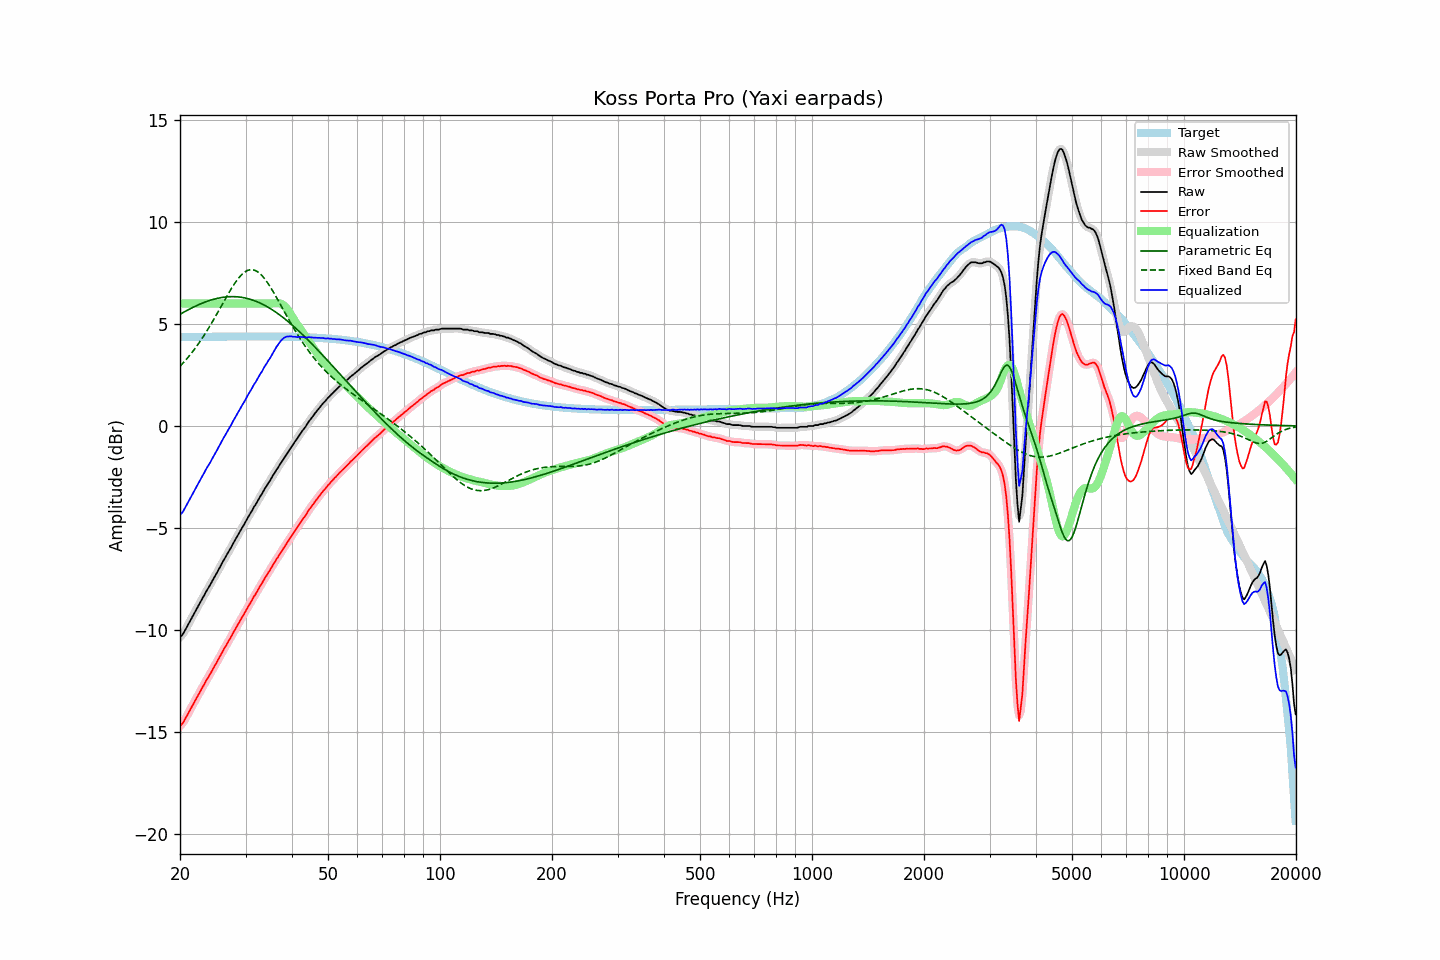 Koss Porta Pro (Yaxi earpads)
Amplitude (dBr)
15
10
5
0
−5
−10
−15
−20
Target
Raw Smoothed
Error Smoothed
Raw
Error
Equalization
Parametric Eq
Fixed Band Eq
Equalized
20 50 100 200 500 1000 2000 5000 10000 20000
Frequency (Hz)